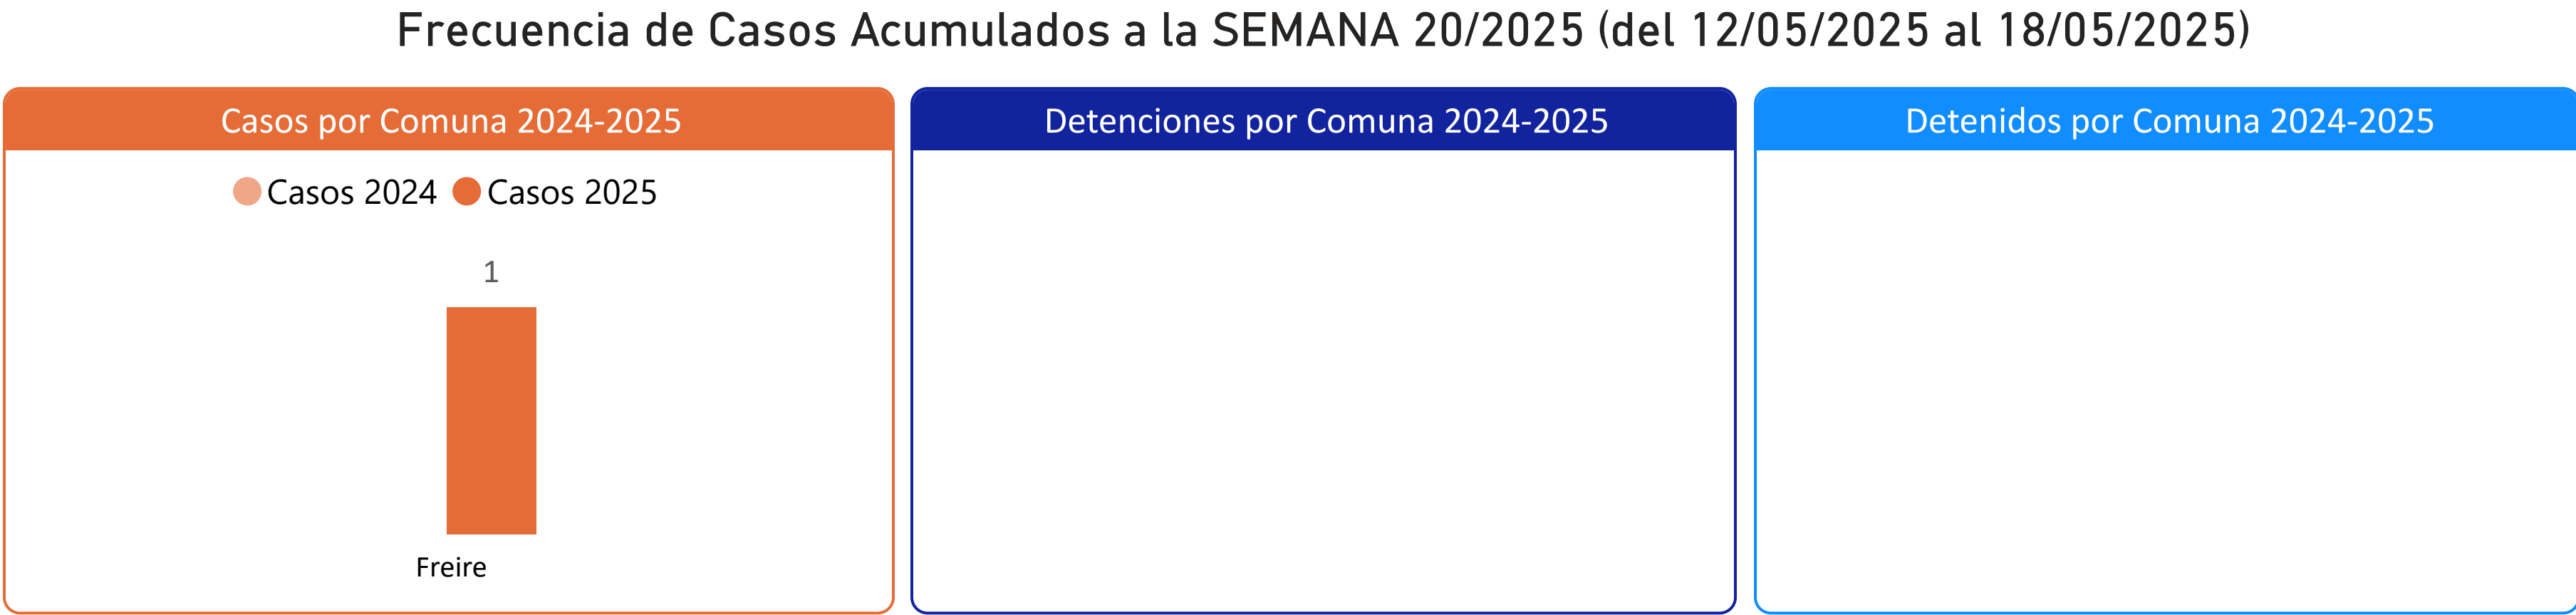 Frecuencia de Casos Acumulados a la SEMANA 20/2025 (del 12/05/2025 al 18/05/2025)
Casos por Comuna 2024-2025
Casos 2024 Casos 2025
1
Freire
Detenciones por Comuna 2024-2025
Detenidos por Comuna 2024-2025